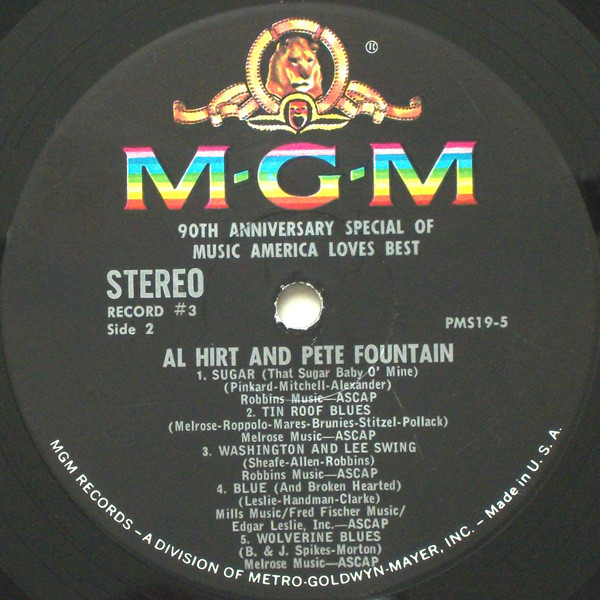 ®
M·G·M
90TH ANNIVERSARY SPECIAL OF
MUSIC AMERICA LOVES BEST
STEREO
RECORD #3
Side 2
PMS19-5
AL HIRT AND PETE FOUNTAIN
1. SUGAR (That Sugar Baby O' Mine)
(Pinkard-Mitchell-Alexander)
Robbins Music—ASCAP
2. TIN ROOF BLUES
(Melrose-Roppolo-Mares-Brunies-Stitzel-Pollack)
Melrose Music—ASCAP
3. WASHINGTON AND LEE SWING
(Sheafe-Allen-Robbins)
Robbins Music—ASCAP
4. BLUE (And Broken Hearted)
(Leslie-Handman-Clarke)
Mills Music/Fred Fischer Music/
Edgar Leslie, Inc.—ASCAP
5. WOLVERINE BLUES
(B. & J. Spikes-Morton)
Melrose Music—ASCAP
MGM RECORDS – A DIVISION OF METRO-GOLDWYN-MAYER, INC. – Made in U. S. A.